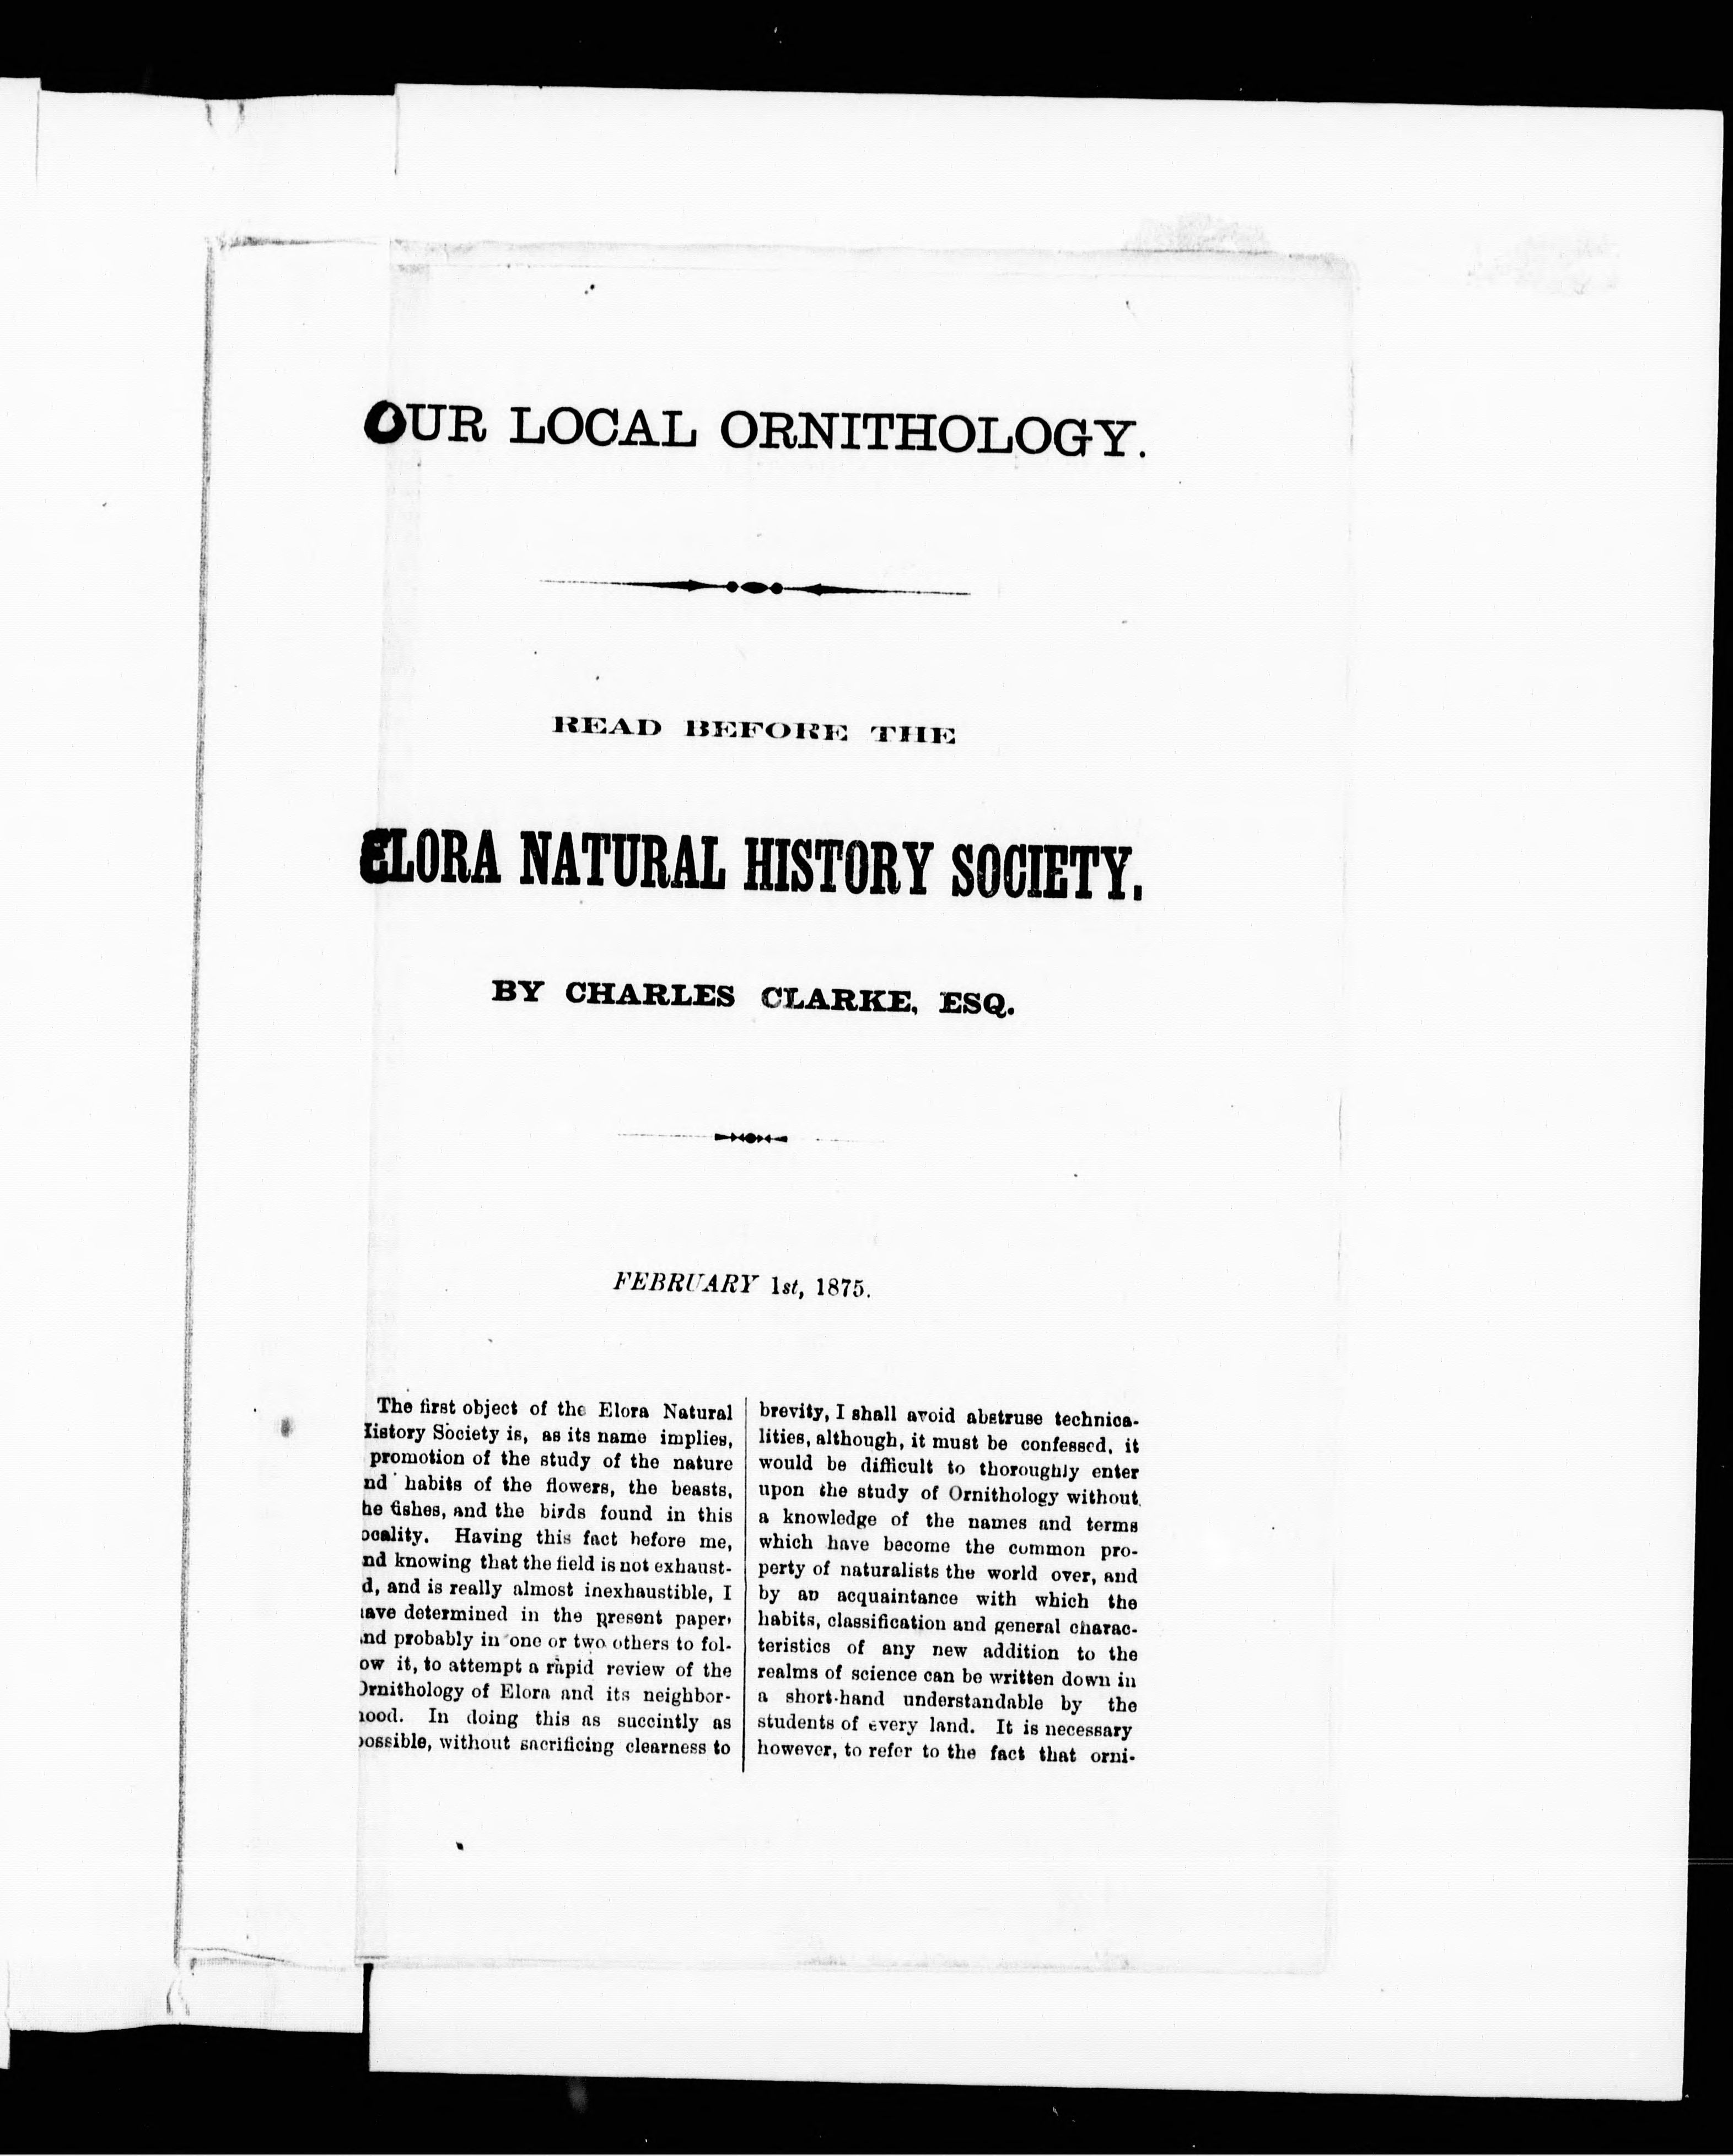 OUR LOCAL ORNITHOLOGY.
READ BEFORE THE
ELORA NATURAL HISTORY SOCIETY.
BY CHARLES CLARKE, ESQ.
FEBRUARY 1st, 1875.
The first object of the Elora Natural
History Society is, as its name implies,
promotion of the study of the nature
nd habits of the flowers, the beasts,
he fishes, and the birds found in this
ocality. Having this fact before me,
nd knowing that the field is not exhaust-
d, and is really almost inexhaustible, I
ave determined in the present paper,
nd probably in one or two others to fol-
ow it, to attempt a rapid review of the
Ornithology of Elora and its neighbor-
hood. In doing this as succintly as
possible, without sacrificing clearness to
brevity, I shall avoid abstruse technica-
lities, although, it must be confessed, it
would be difficult to thoroughly enter
upon the study of Ornithology without
a knowledge of the names and terms
which have become the common pro-
perty of naturalists the world over, and
by an acquaintance with which the
habits, classification and general charac-
teristics of any new addition to the
realms of science can be written down in
a short-hand understandable by the
students of every land. It is necessary
however, to refer to the fact that orni-